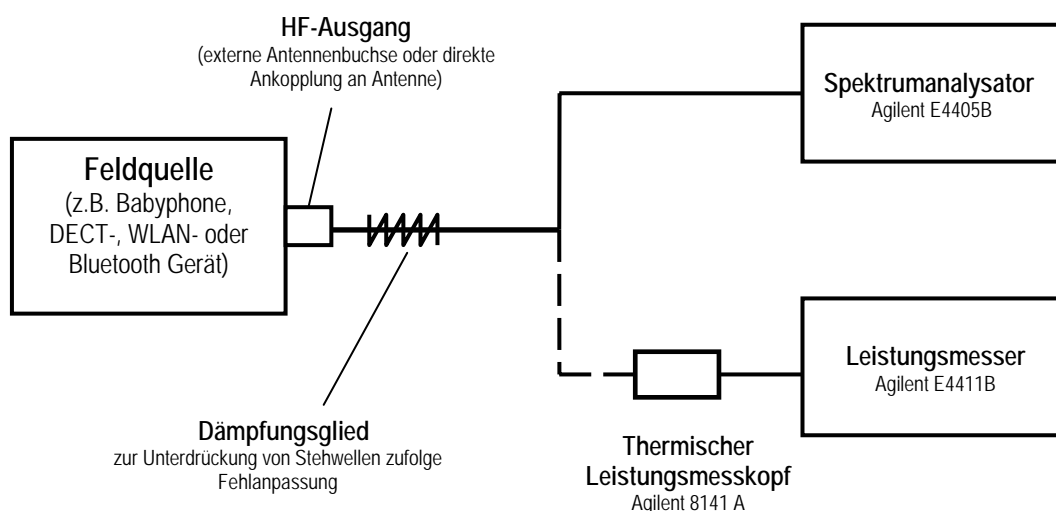 HF-Ausgang
(externe Antennenbuchse oder direkte
Ankopplung an Antenne)
Spektrumanalysator
Agilent E4405B
Feldquelle
(z.B. Babyphone,
DECT-, WLAN- oder
Bluetooth Gerät)
Leistungsmesser
Agilent E4411B
Dämpfungsglied
zur Unterdrückung von Stehwellen zufolge
Fehlanpassung
Thermischer
Leistungsmesskopf
Agilent 8141 A